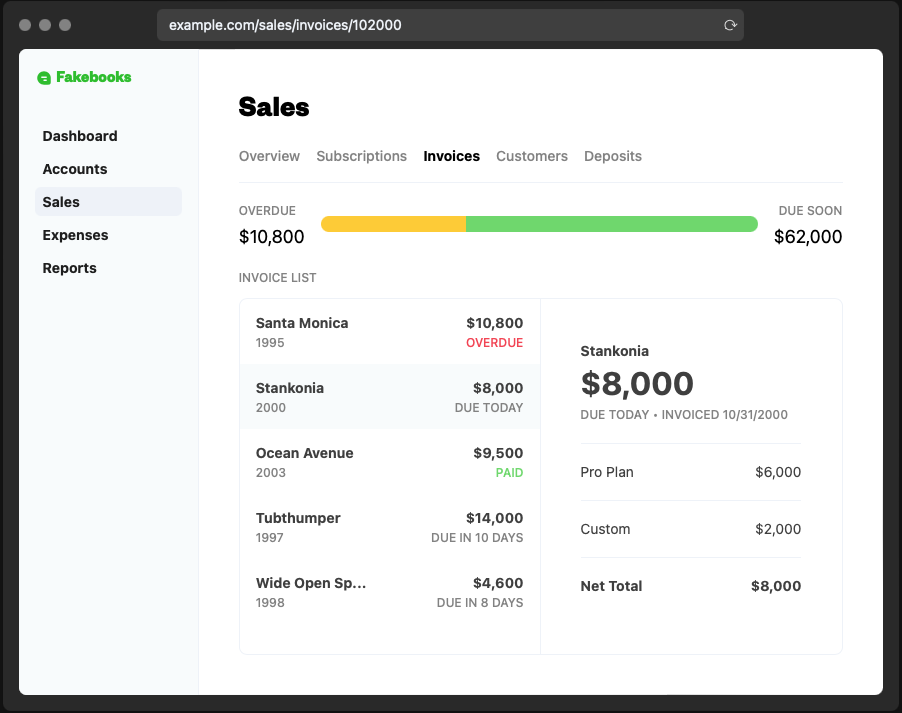 example.com/sales/invoices/102000
Fakebooks
Dashboard
Accounts
Sales
Expenses
Reports
Sales
Overview Subscriptions Invoices Customers Deposits
OVERDUE
$10,800
DUE SOON
$62,000
INVOICE LIST
Santa Monica $10,800
1995 OVERDUE
Stankonia $8,000
2000 DUE TODAY
Ocean Avenue $9,500
2003 PAID
Tubthumper $14,000
1997 DUE IN 10 DAYS
Wide Open Sp... $4,600
1998 DUE IN 8 DAYS
Stankonia
$8,000
DUE TODAY • INVOICED 10/31/2000
Pro Plan $6,000
Custom $2,000
Net Total $8,000